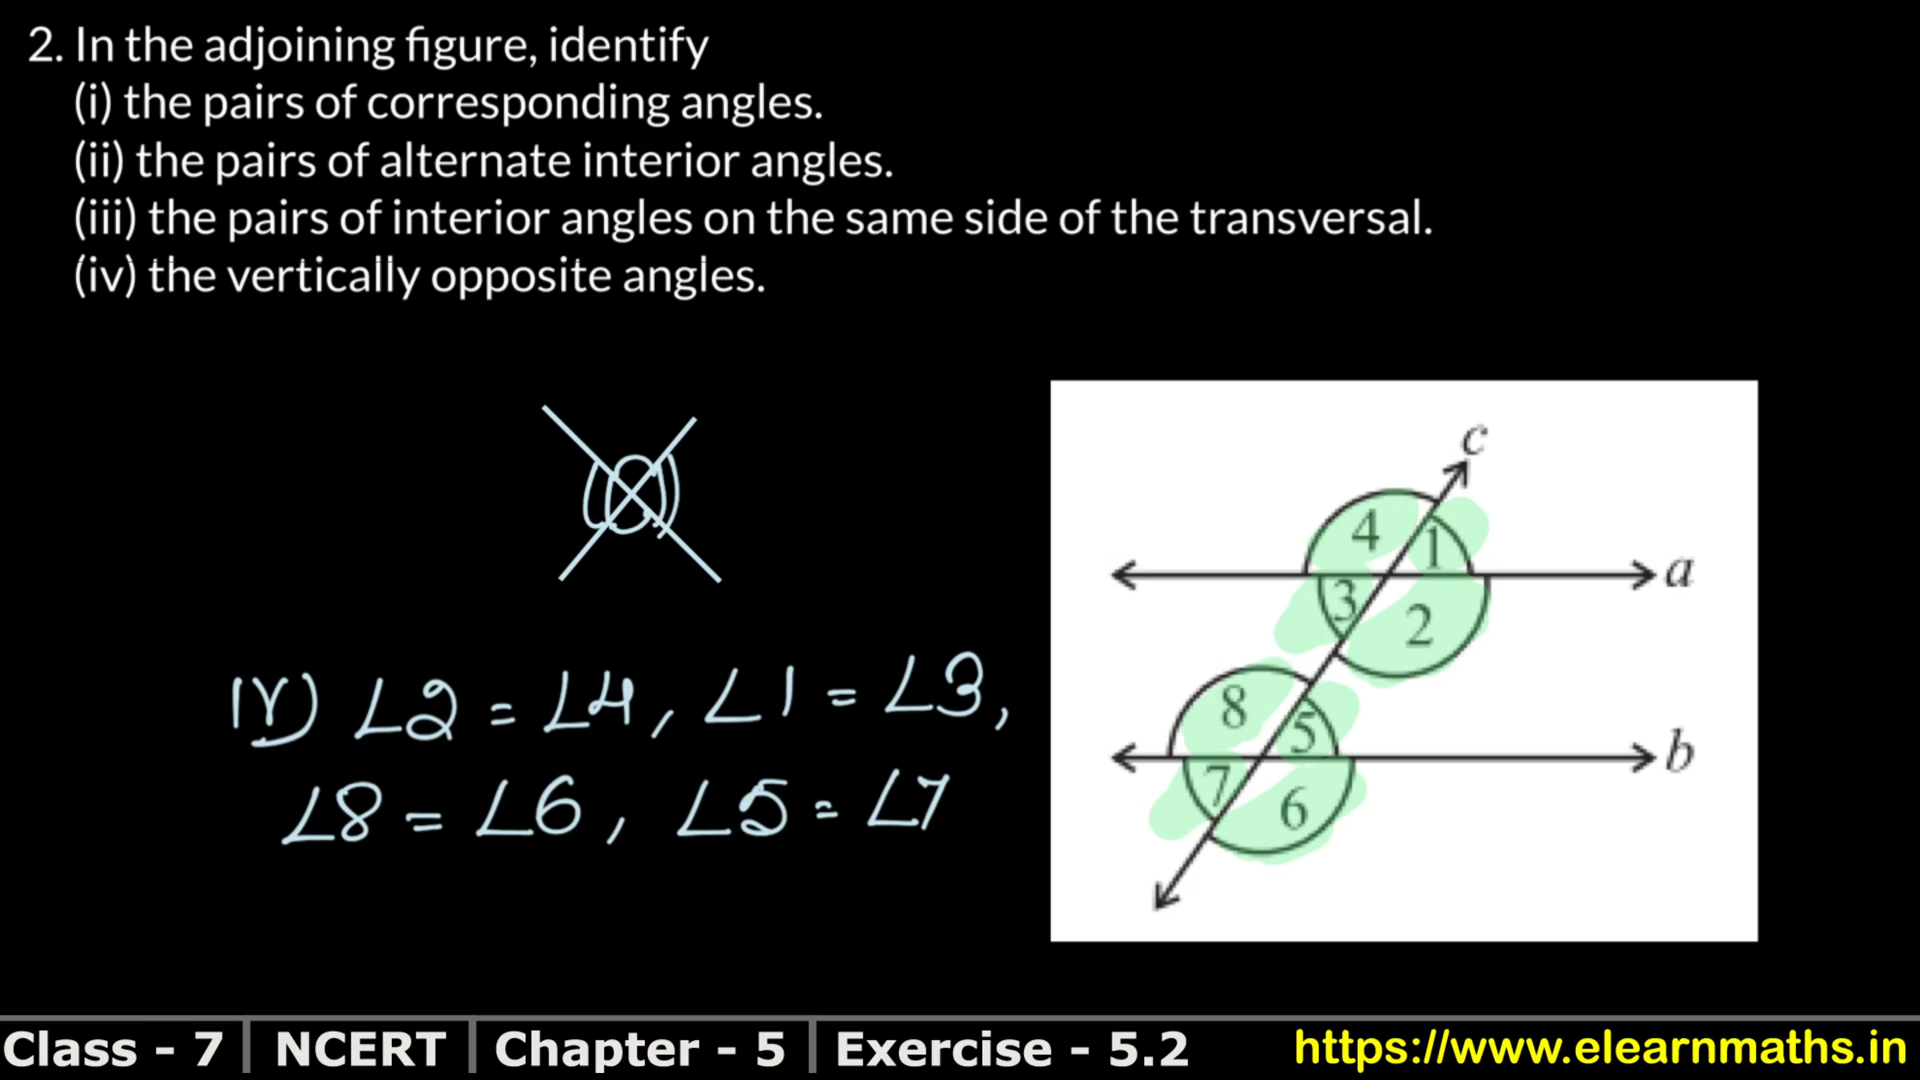 2. In the adjoining figure, identify
(i) the pairs of corresponding angles.
(ii) the pairs of alternate interior angles.
(iii) the pairs of interior angles on the same side of the transversal.
(iv) the vertically opposite angles.
c
4 1
a
3 2
8 5
b
7 6
IV) ∠2 = ∠4, ∠1 = ∠3,
∠8 = ∠6, ∠5 = ∠7
Class - 7 | NCERT | Chapter - 5 | Exercise - 5.2 https://www.elearnmaths.in